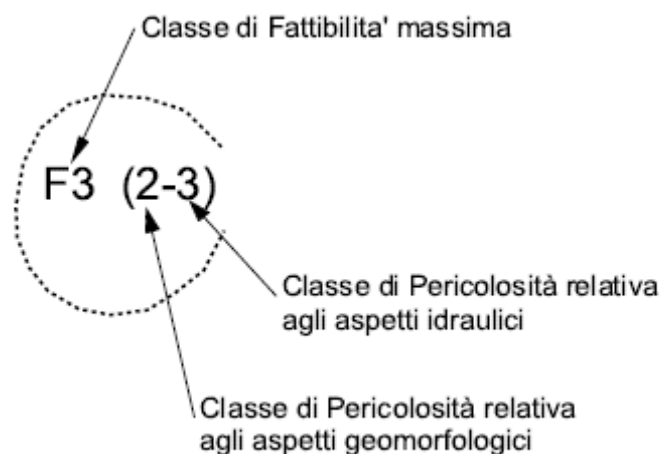 Classe di Fattibilita' massima
F3 (2-3)
Classe di Pericolosità relativa
agli aspetti idraulici
Classe di Pericolosità relativa
agli aspetti geomorfologici